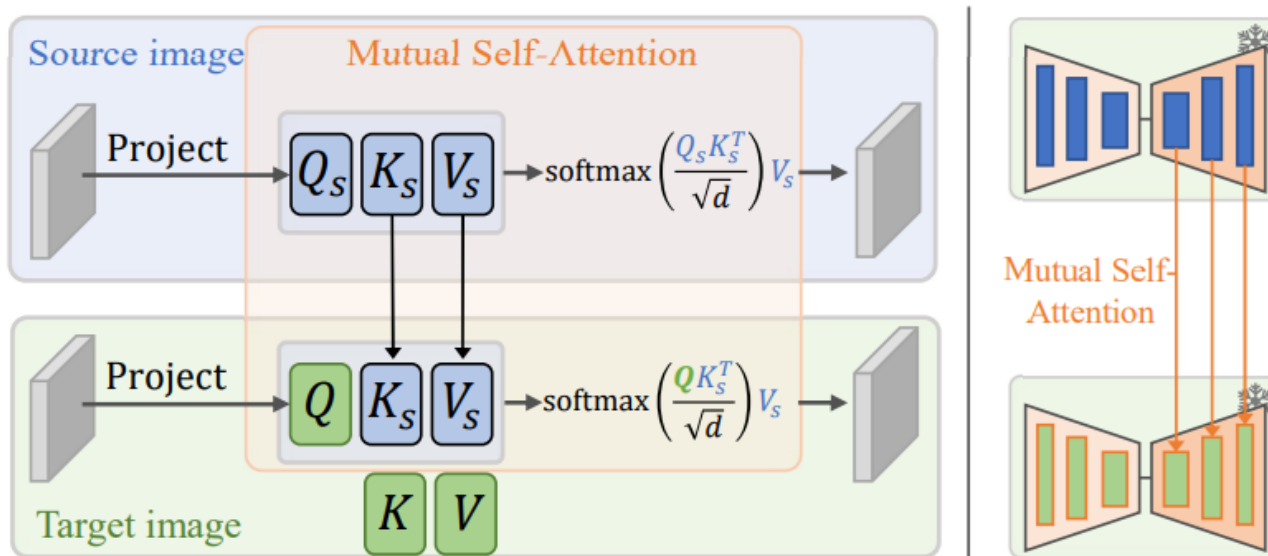 Source image
Mutual Self-Attention
Project
Q_s K_s V_s
softmax(Q_s K_s^T / √d) V_s
Mutual Self-
Attention
Project
Q K_s V_s
softmax(Q K_s^T / √d) V_s
K V
Target image